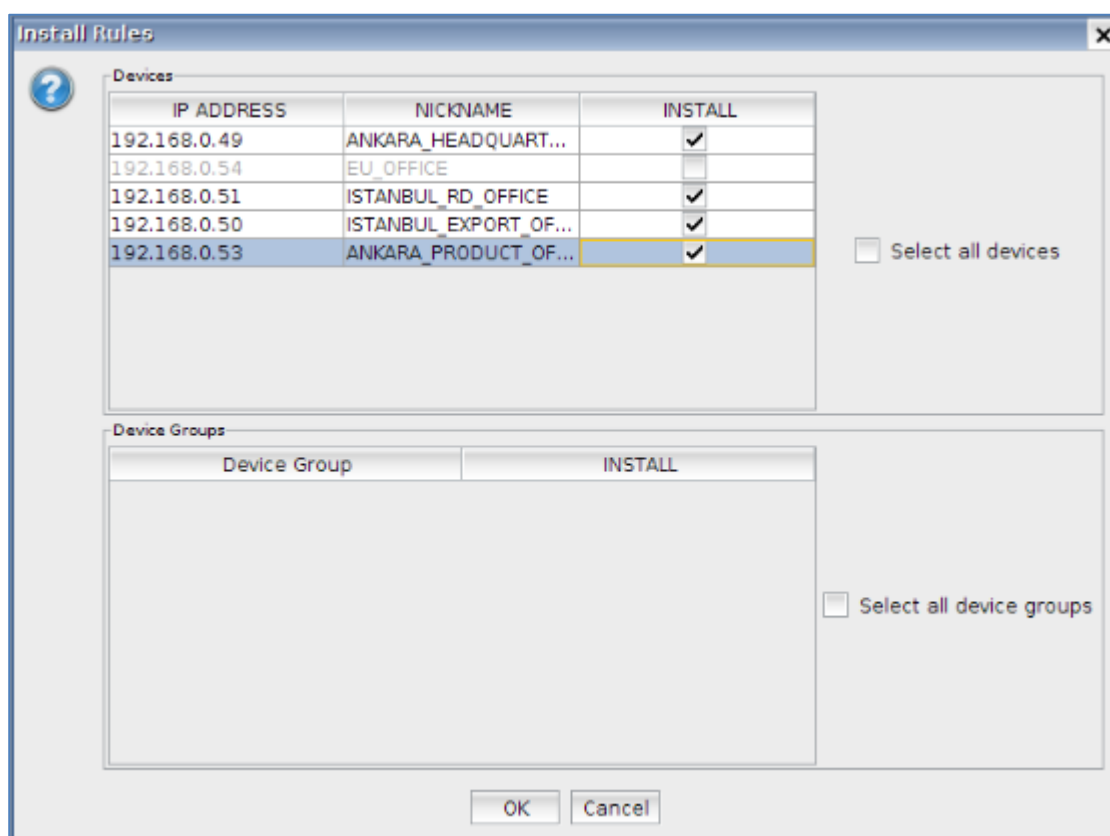 Install Rules
Devices
IP ADDRESS NICKNAME INSTALL
192.168.0.49 ANKARA_HEADQUART...
192.168.0.54 EU_OFFICE
192.168.0.51 ISTANBUL_RD_OFFICE
192.168.0.50 ISTANBUL_EXPORT_OF...
192.168.0.53 ANKARA_PRODUCT_OF...
Select all devices
Device Groups
Device Group INSTALL
Select all device groups
OK Cancel